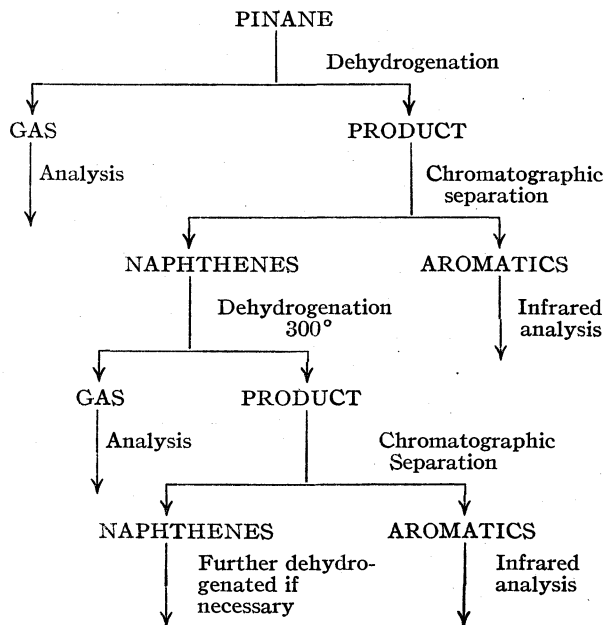 PINANE
Dehydrogenation
GAS
PRODUCT
Analysis
Chromatographic
separation
NAPHTHENES
AROMATICS
Dehydrogenation
300°
Infrared
analysis
GAS
PRODUCT
Analysis
Chromatographic
Separation
NAPHTHENES
AROMATICS
Further dehydro-
genated if
necessary
Infrared
analysis